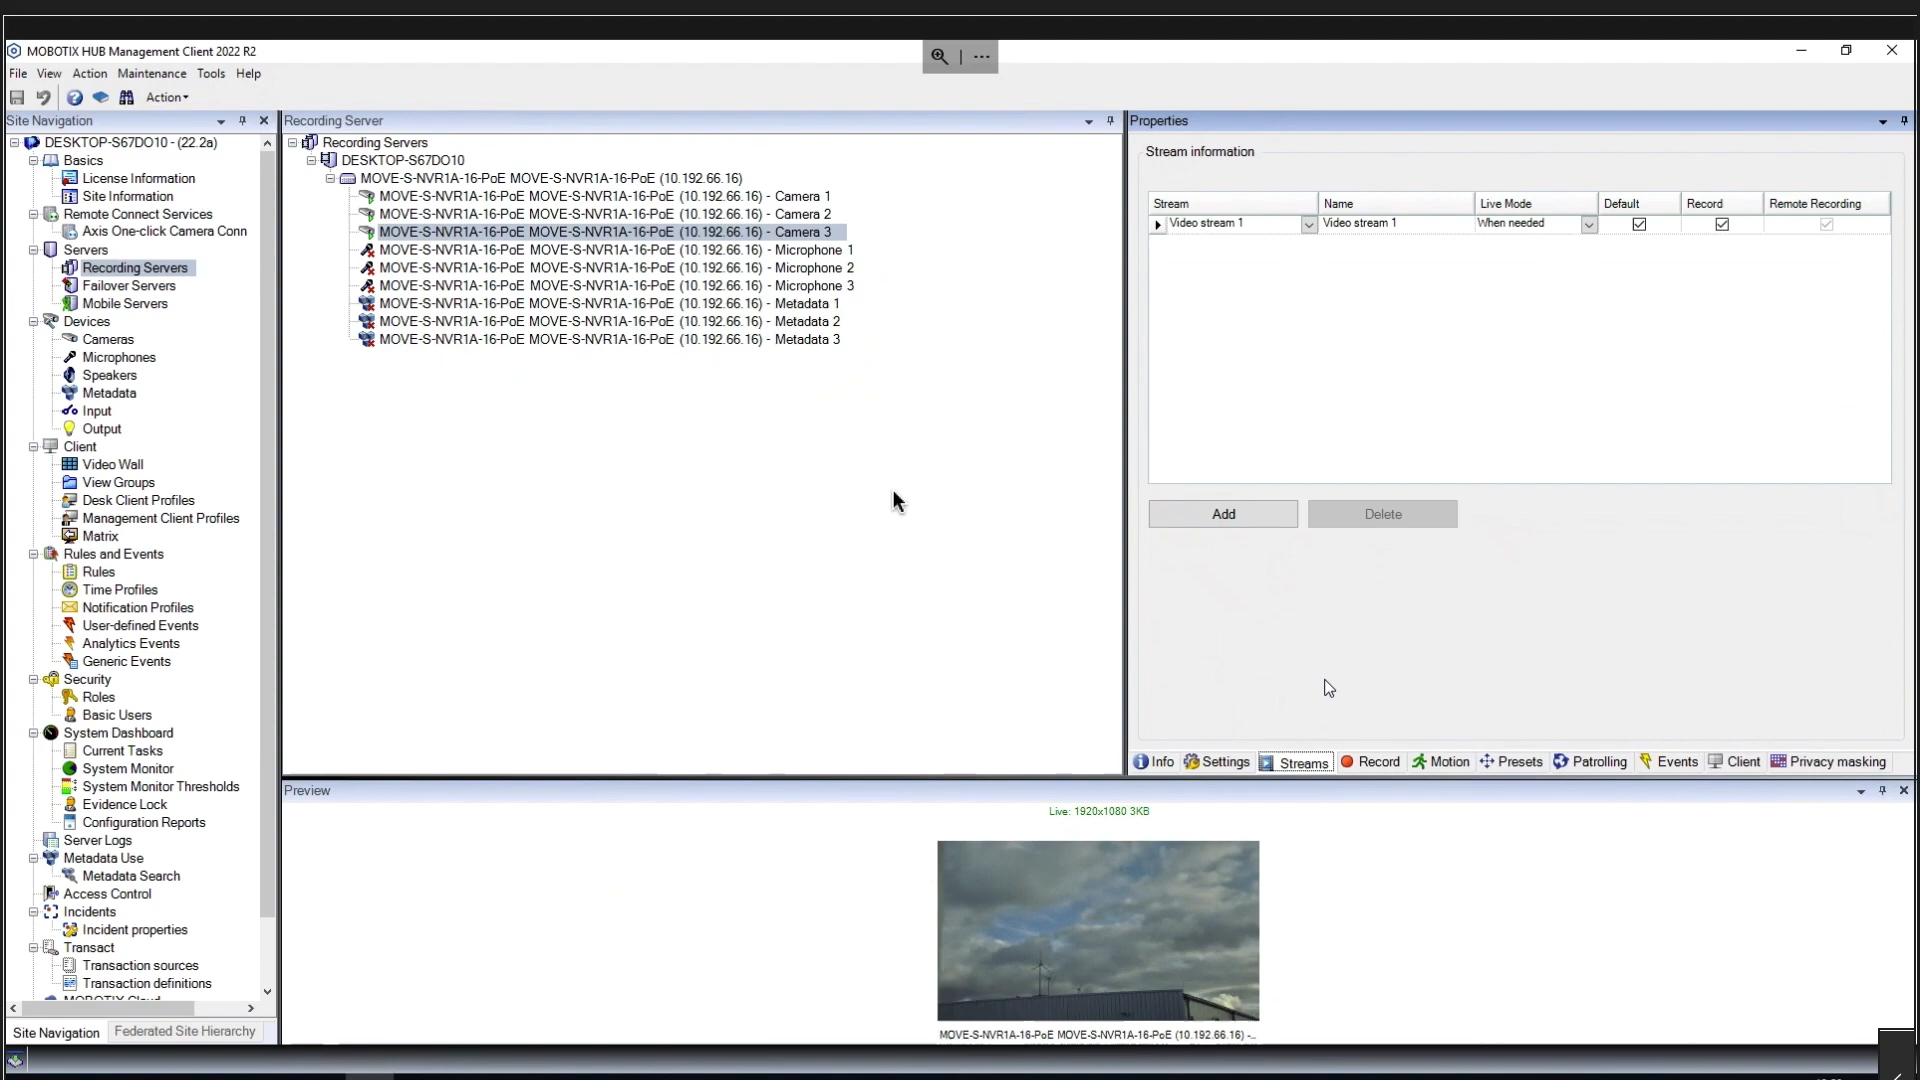 MOBOTIX HUB Management Client 2022 R2
File View Action Maintenance Tools Help
Action
Site Navigation
DESKTOP-S67DO10 - (22.2a)
Basics
License Information
Site Information
Remote Connect Services
Axis One-click Camera Conn
Servers
Recording Servers
Failover Servers
Mobile Servers
Devices
Cameras
Microphones
Speakers
Metadata
Input
Output
Client
Video Wall
View Groups
Desk Client Profiles
Management Client Profiles
Matrix
Rules and Events
Rules
Time Profiles
Notification Profiles
User-defined Events
Analytics Events
Generic Events
Security
Roles
Basic Users
System Dashboard
Current Tasks
System Monitor
System Monitor Thresholds
Evidence Lock
Configuration Reports
Server Logs
Metadata Use
Metadata Search
Access Control
Incidents
Incident properties
Transact
Transaction sources
Transaction definitions
MOBOTIX Cloud
Site Navigation Federated Site Hierarchy
Recording Server
Recording Servers
DESKTOP-S67DO10
MOVE-S-NVR1A-16-PoE MOVE-S-NVR1A-16-PoE (10.192.66.16)
MOVE-S-NVR1A-16-PoE MOVE-S-NVR1A-16-PoE (10.192.66.16) - Camera 1
MOVE-S-NVR1A-16-PoE MOVE-S-NVR1A-16-PoE (10.192.66.16) - Camera 2
MOVE-S-NVR1A-16-PoE MOVE-S-NVR1A-16-PoE (10.192.66.16) - Camera 3
MOVE-S-NVR1A-16-PoE MOVE-S-NVR1A-16-PoE (10.192.66.16) - Microphone 1
MOVE-S-NVR1A-16-PoE MOVE-S-NVR1A-16-PoE (10.192.66.16) - Microphone 2
MOVE-S-NVR1A-16-PoE MOVE-S-NVR1A-16-PoE (10.192.66.16) - Microphone 3
MOVE-S-NVR1A-16-PoE MOVE-S-NVR1A-16-PoE (10.192.66.16) - Metadata 1
MOVE-S-NVR1A-16-PoE MOVE-S-NVR1A-16-PoE (10.192.66.16) - Metadata 2
MOVE-S-NVR1A-16-PoE MOVE-S-NVR1A-16-PoE (10.192.66.16) - Metadata 3
Properties
Stream information
Stream Name Live Mode Default Record Remote Recording
Video stream 1 Video stream 1 When needed
Add Delete
Info Settings Streams Record Motion Presets Patrolling Events Client Privacy masking
Preview
Live: 1920x1080 3KB
MOVE-S-NVR1A-16-PoE MOVE-S-NVR1A-16-PoE (10.192.66.16) -...